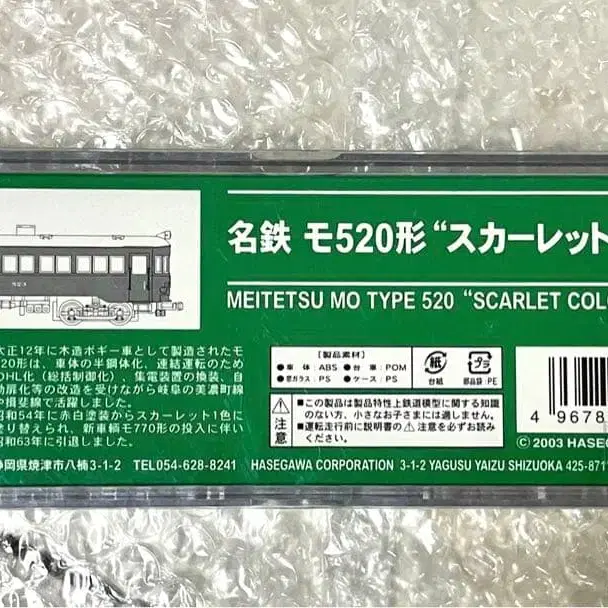 名鉄 モ520形 “スカーレット
MEITETSU MO TYPE 520 “SCARLET COLO
523
大正12年に木造ボギー車として製造されたモ
520形は、車体の半鋼体化、連結運転のため
のHL化（総括制御化）、集電装置の換装、自
動扉化等の改造を受けながら岐阜の美濃町線
や揖斐線で活躍しました。
昭和54年に赤白塗装からスカーレット1色に
なり、新車輌モ770形の投入に伴い
昭和63年に引退しました。
［製品素材］
●車体 ABS ●台車 POM
●窓ガラス PS ●ケース PS
紙
台紙
プラ
部品袋：PE
⚠注意
■この製品は製品特性上鉄道模型に関する知識
のない方、小さなお子さまには適しません。
■運転走行前に説明書の⚠注意を必ずお読み
ください。
4 9678
©2003 HASEG
静岡県焼津市八楠3-1-2 TEL054-628-8241 HASEGAWA CORPORATION 3-1-2 YAGUSU YAIZU SHIZUOKA 425-8711